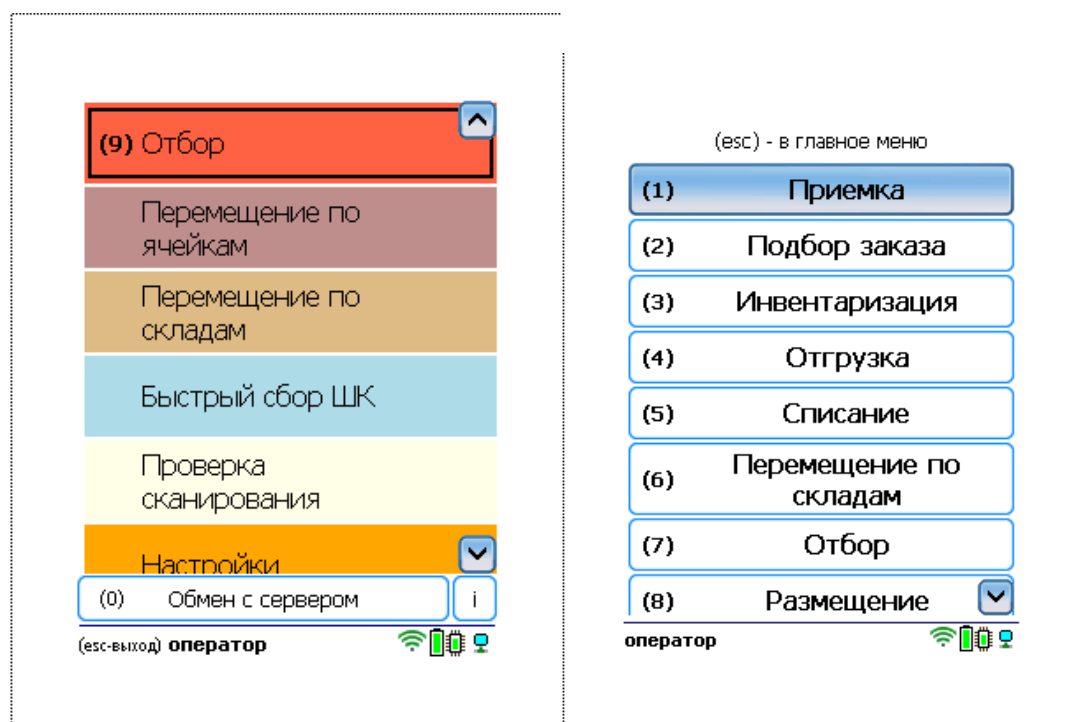 (9) Отбор
Перемещение по
ячейкам
Перемещение по
складам
Быстрый сбор ШК
Проверка
сканирования
Настройки
(0) Обмен с сервером i
(esc-выход) оператор
(esc) - в главное меню
(1) Приемка
(2) Подбор заказа
(3) Инвентаризация
(4) Отгрузка
(5) Списание
(6) Перемещение по
складам
(7) Отбор
(8) Размещение
оператор